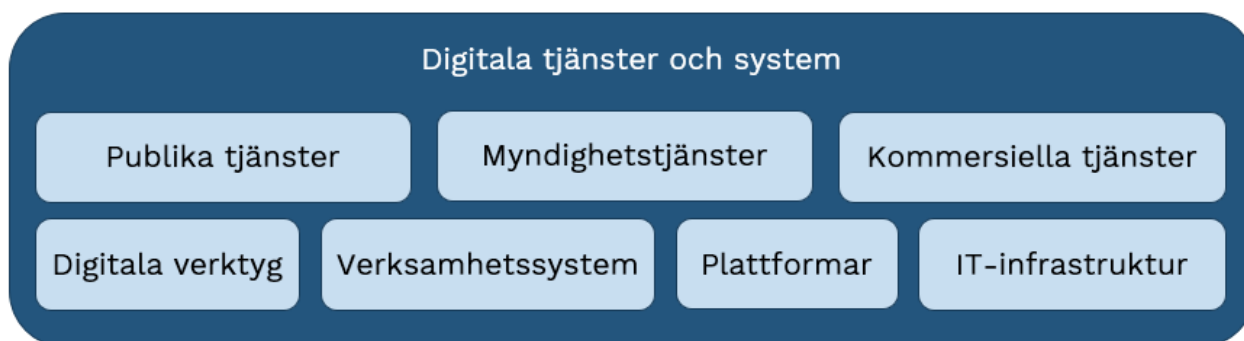 Digitala tjänster och system
Publika tjänster
Myndighetstjänster
Kommersiella tjänster
Digitala verktyg
Verksamhetssystem
Plattformar
IT-infrastruktur